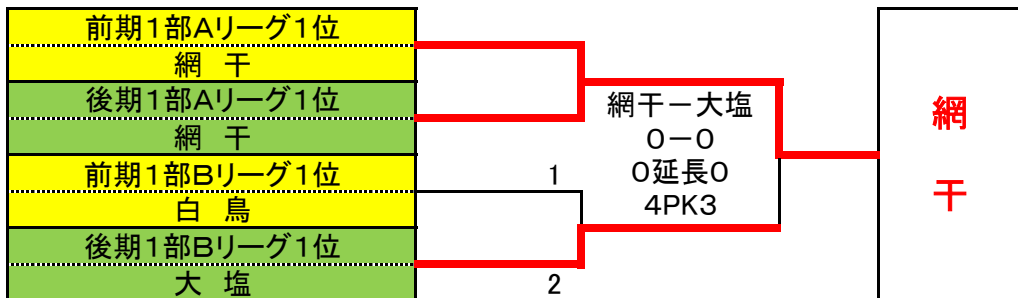 前期1部Aリーグ1位
網 干
後期1部Aリーグ1位
網 干
前期1部Bリーグ1位
白 鳥
後期1部Bリーグ1位
大 塩
1
2
網干－大塩
0－0
0延長0
4PK3
網
干